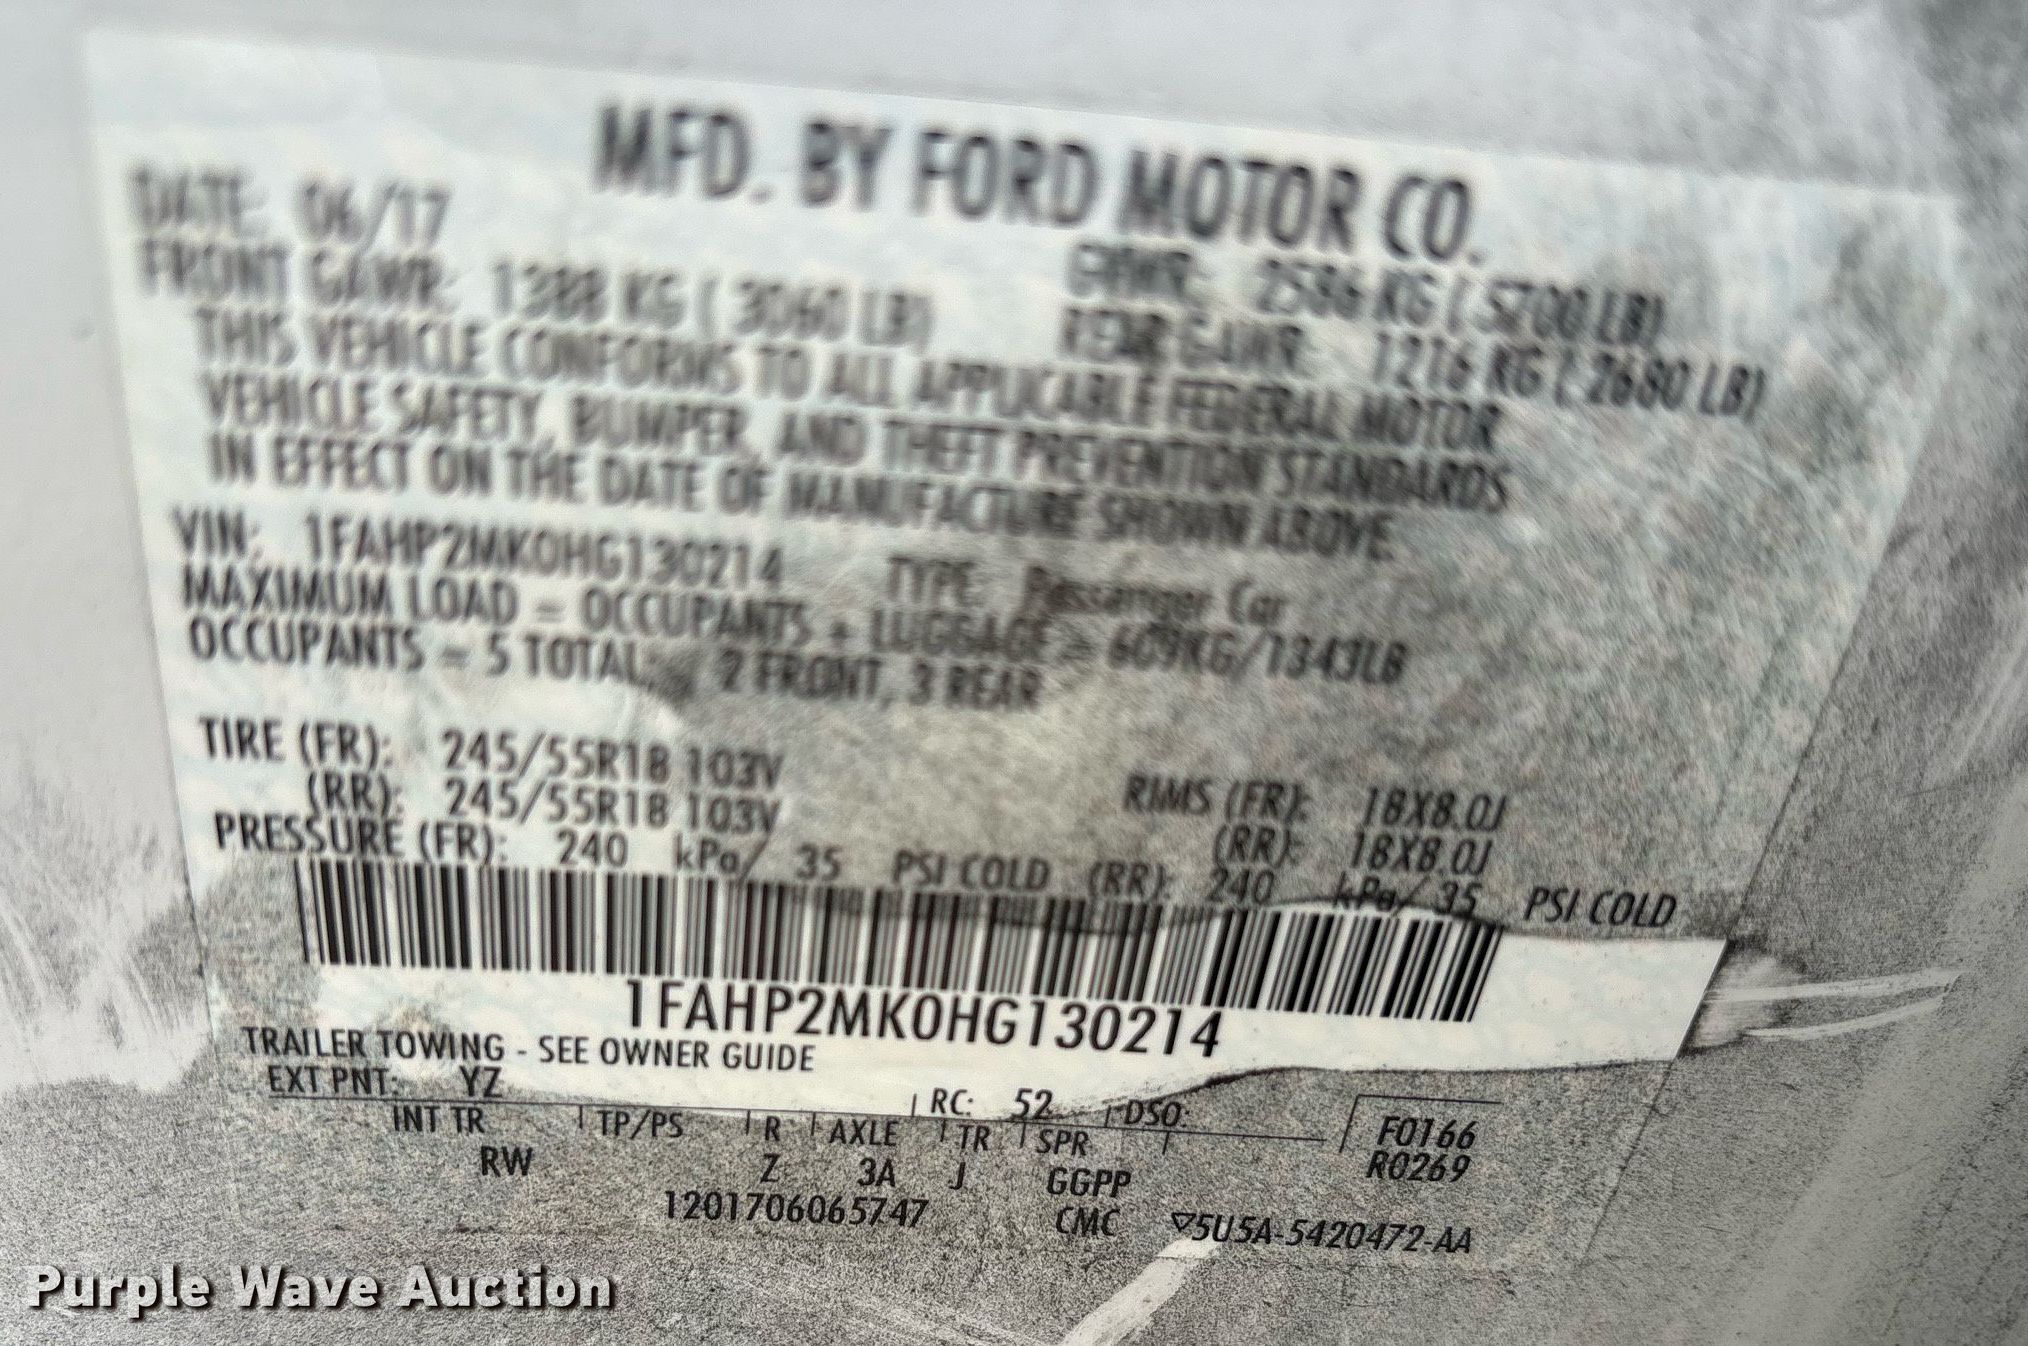 MFD. BY FORD MOTOR CO.
DATE: 06/17 GVWR: 2586 KG ( 5700 LB)
FRONT GAWR: 1388 KG ( 3060 LB) REAR GAWR: 1216 KG ( 2680 LB)
THIS VEHICLE CONFORMS TO ALL APPLICABLE FEDERAL MOTOR
VEHICLE SAFETY, BUMPER, AND THEFT PREVENTION STANDARDS
IN EFFECT ON THE DATE OF MANUFACTURE SHOWN ABOVE.
VIN: 1FAHP2MK0HG130214 TYPE: Passenger Car
MAXIMUM LOAD = OCCUPANTS + LUGGAGE = 609KG/1343LB
OCCUPANTS = 5 TOTAL: 2 FRONT, 3 REAR
TIRE (FR): 245/55R18 103V RIMS (FR): 18X8.0J
(RR): 245/55R18 103V (RR): 18X8.0J
PRESSURE (FR): 240 kPa/ 35 PSI COLD (RR): 240 kPa/ 35 PSI COLD
1FAHP2MK0HG130214
TRAILER TOWING - SEE OWNER GUIDE
EXT PNT: YZ RC: 52 DSO: F0166
INT TR TP/PS R AXLE TR SPR R0269
RW Z 3A J GGPP
1201706065747 CMC ▽5U5A-5420472-AA
Purple Wave Auction